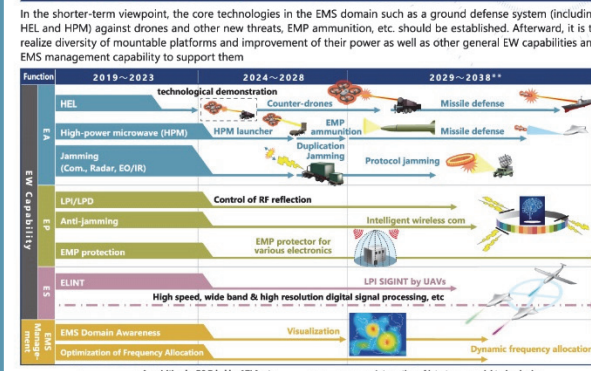 In the shorter-term viewpoint, the core technologies in the EMS domain such as a ground defense system (includin
HEL and HPM) against drones and other new threats, EMP ammunition, etc. should be established. Afterward, it is t
realize diversity of mountable platforms and improvement of their power as well as other general EW capabilities an
EMS management capability to support them
Function 2019~2023 2024~2028 2029~2038**
technological demonstration
HEL Counter-drones Missile defense
High-power microwave (HPM) HPM launcher EMP ammunition Missile defense
Jamming
(Com., Radar, EO/IR)
Duplication
Jamming
Protocol jamming
EA
LPI/LPD Control of RF reflection
Anti-jamming Intelligent wireless com
EMP protection EMP protector for
various electronics
EP
EW Capability
ELINT LPI SIGINT by UAVs
High speed, wide band & high resolution digital signal processing, etc
ES
EMS Domain Awareness Visualization
Optimization of Frequency Allocation Dynamic frequency allocation
EMS
Manage-
ment